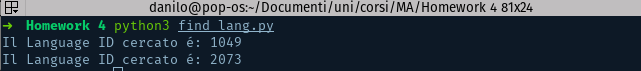 danilo@pop-os:~/Documenti/uni/corsi/MA/Homework 4 81x24
➜ Homework 4 python3 find_lang.py
Il Language ID cercato é: 1049
Il Language ID cercato é: 2073